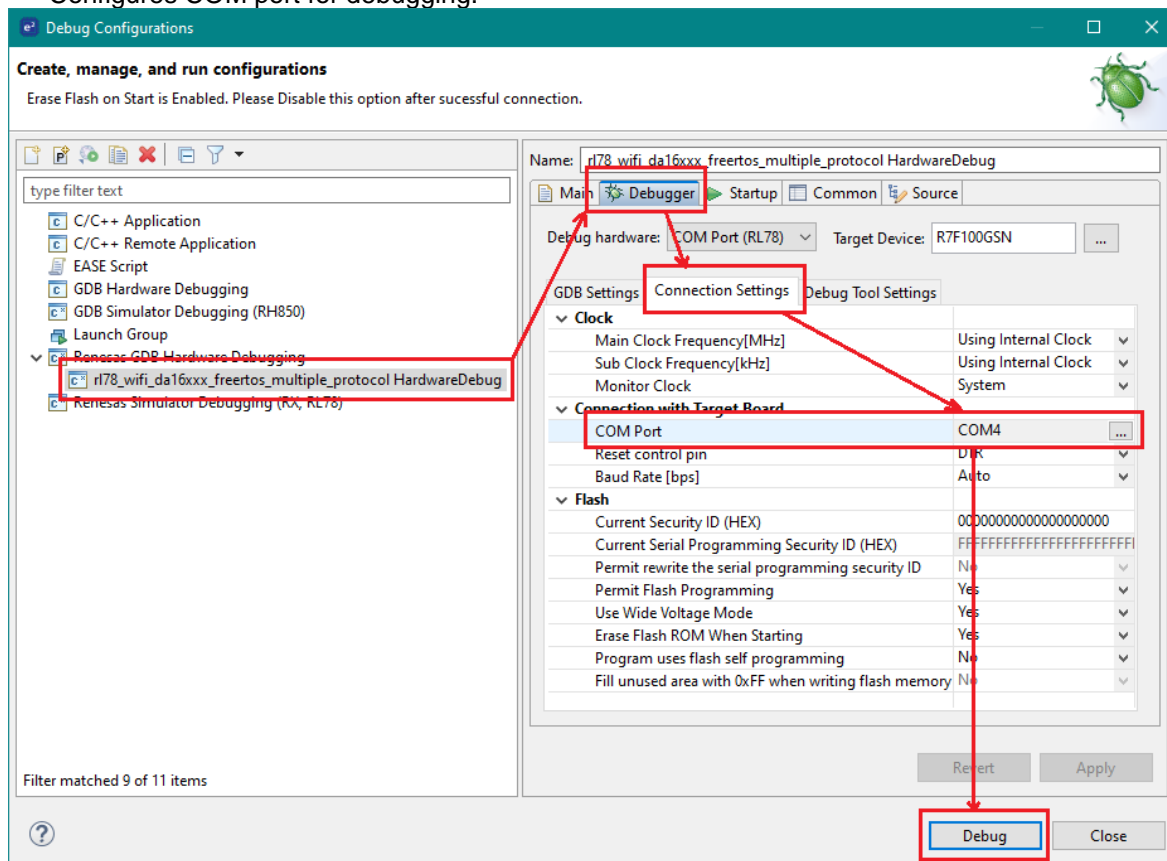 Configures COM port for debugging.
Debug Configurations
Create, manage, and run configurations
Erase Flash on Start is Enabled. Please Disable this option after sucessful connection.
type filter text
C/C++ Application
C/C++ Remote Application
EASE Script
GDB Hardware Debugging
GDB Simulator Debugging (RH850)
Launch Group
Renesas GDB Hardware Debugging
rl78_wifi_da16xxx_freertos_multiple_protocol HardwareDebug
Renesas Simulator Debugging (RX, RL78)
Filter matched 9 of 11 items
Name: rl78_wifi_da16xxx_freertos_multiple_protocol HardwareDebug
Main Debugger Startup Common Source
Debug hardware: COM Port (RL78) Target Device: R7F100GSN ...
GDB Settings Connection Settings Debug Tool Settings
Clock
Main Clock Frequency[MHz] Using Internal Clock
Sub Clock Frequency[kHz] Using Internal Clock
Monitor Clock System
Connection with Target Board
COM Port COM4 ...
Reset control pin DTR
Baud Rate [bps] Auto
Flash
Current Security ID (HEX) 00000000000000000000
Current Serial Programming Security ID (HEX)
Permit rewrite the serial programming security ID No
Permit Flash Programming Yes
Use Wide Voltage Mode Yes
Erase Flash ROM When Starting Yes
Program uses flash self programming No
Fill unused area with 0xFF when writing flash memory No
Revert Apply
Debug Close